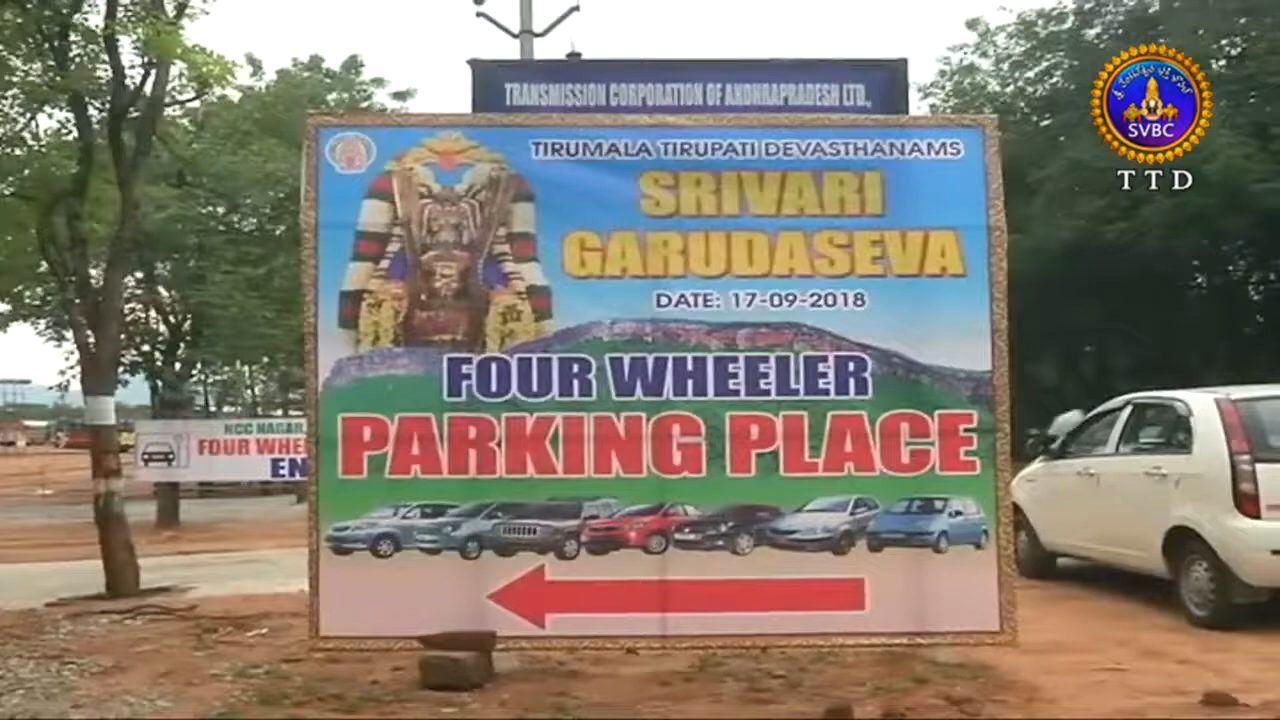 TRANSMISSION CORPORATION OF ANDHRAPRADESH LTD.,
SVBC
TTD
TIRUMALA TIRUPATI DEVASTHANAMS
SRIVARI
GARUDASEVA
DATE: 17-09-2018
FOUR WHEELER
PARKING PLACE
NCC NAGAR
FOUR WHE
EN